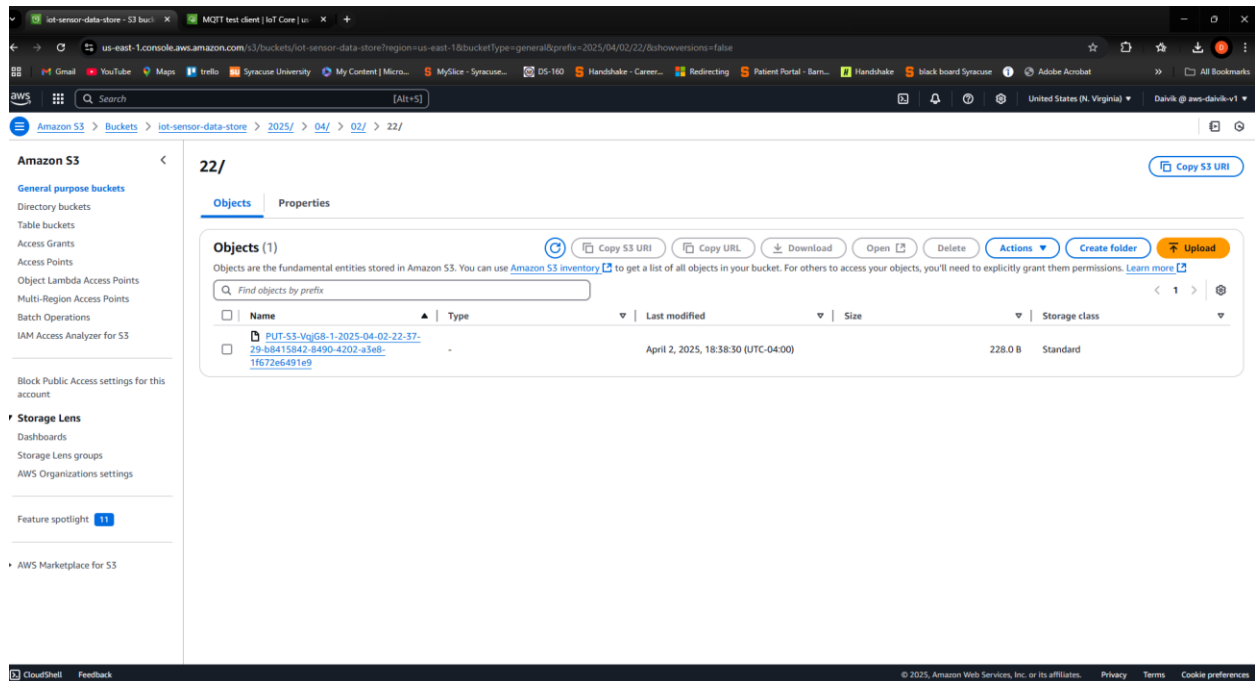 iot-sensor-data-store - S3 buck
MQTT test client | IoT Core | us-
us-east-1.console.aws.amazon.com/s3/buckets/iot-sensor-data-store?region=us-east-1&bucketType=general&prefix=2025/04/02/22/&showversions=false
Gmail YouTube Maps trello Syracuse University My Content | Micro... MySlice - Syracuse... DS-160 Handshake - Career... Redirecting Patient Portal - Barn... Handshake black board Syracuse Adobe Acrobat » All Bookmarks
aws Search [Alt+S] United States (N. Virginia) ▼ Daivik @ aws-daivik-v1 ▼
Amazon S3 > Buckets > iot-sensor-data-store > 2025/ > 04/ > 02/ > 22/
Amazon S3
General purpose buckets
Directory buckets
Table buckets
Access Grants
Access Points
Object Lambda Access Points
Multi-Region Access Points
Batch Operations
IAM Access Analyzer for S3
Block Public Access settings for this
account
Storage Lens
Dashboards
Storage Lens groups
AWS Organizations settings
Feature spotlight 11
AWS Marketplace for S3
22/
Copy S3 URI
Objects Properties
Objects (1)
Copy S3 URI Copy URL Download Open Delete Actions ▼ Create folder Upload
Objects are the fundamental entities stored in Amazon S3. You can use Amazon S3 inventory to get a list of all objects in your bucket. For others to access your objects, you'll need to explicitly grant them permissions. Learn more
Find objects by prefix
< 1 >
Name Type Last modified Size Storage class
PUT-S3-VqjG8-1-2025-04-02-22-37-
29-b8415842-8490-4202-a3e8-
1f672e6491e9
- April 2, 2025, 18:38:30 (UTC-04:00) 228.0 B Standard
CloudShell Feedback © 2025, Amazon Web Services, Inc. or its affiliates. Privacy Terms Cookie preferences